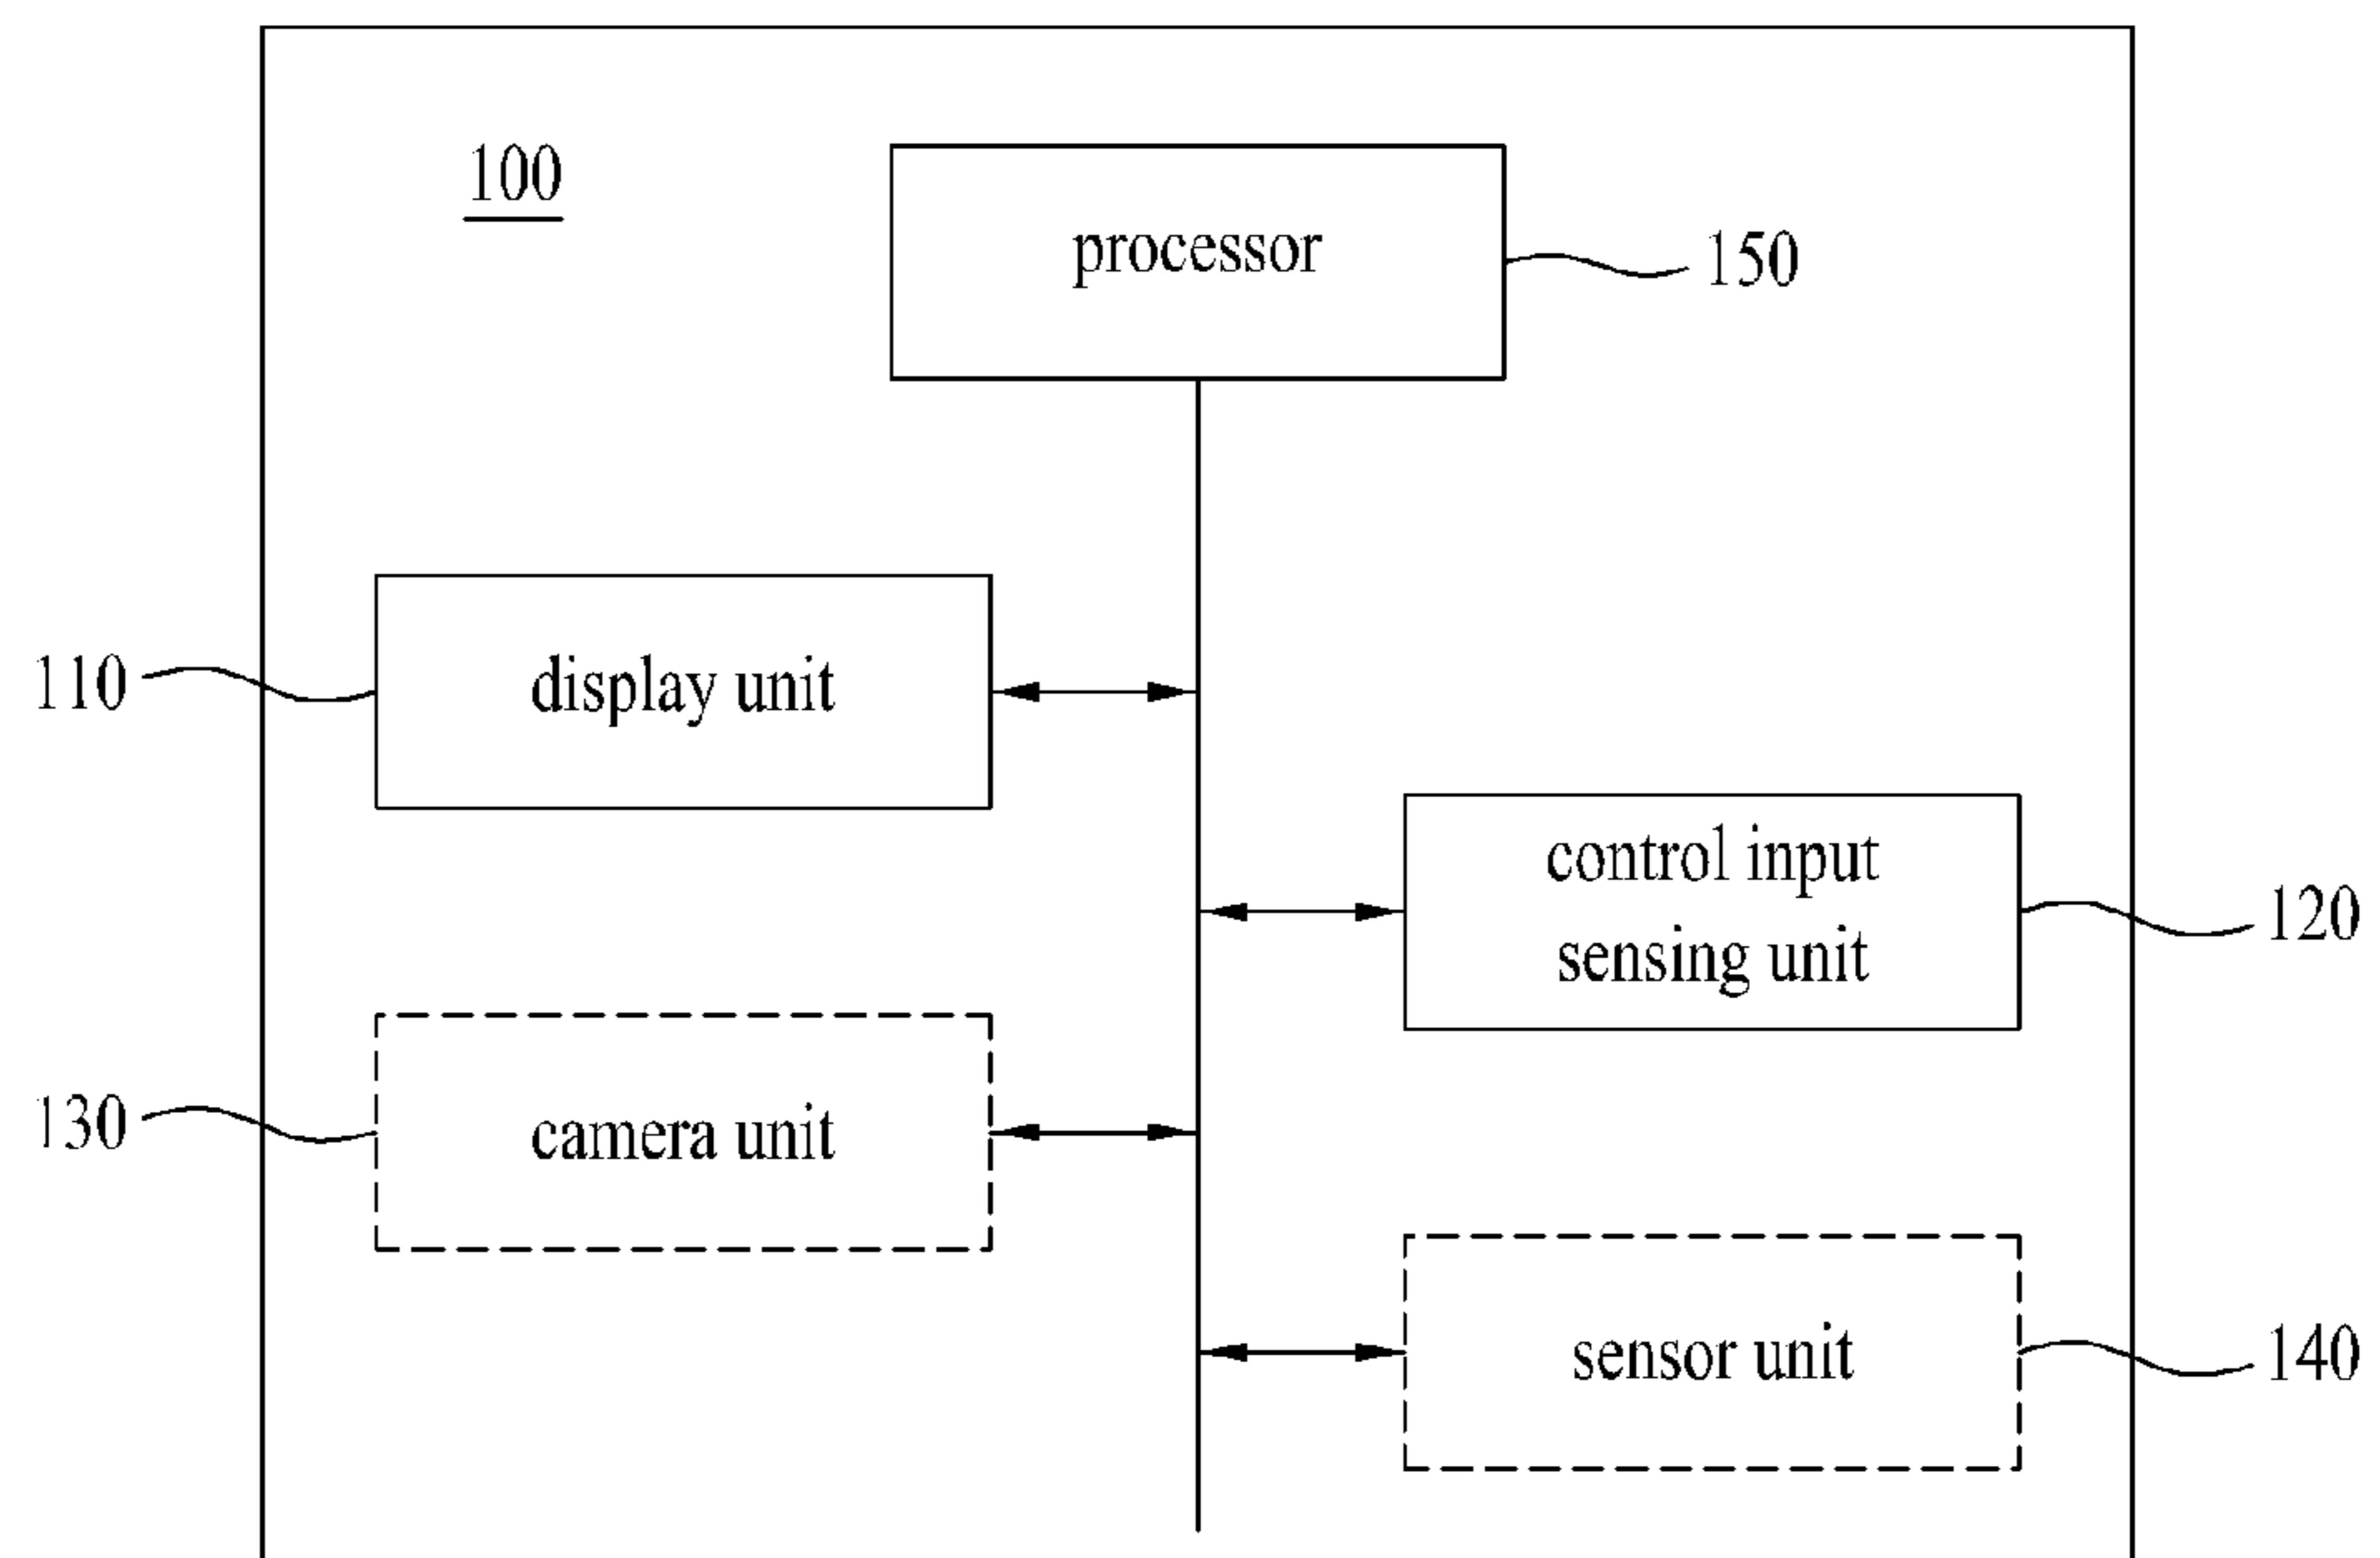 100
processor
150
110
display unit
control input
sensing unit
120
130
camera unit
sensor unit
140